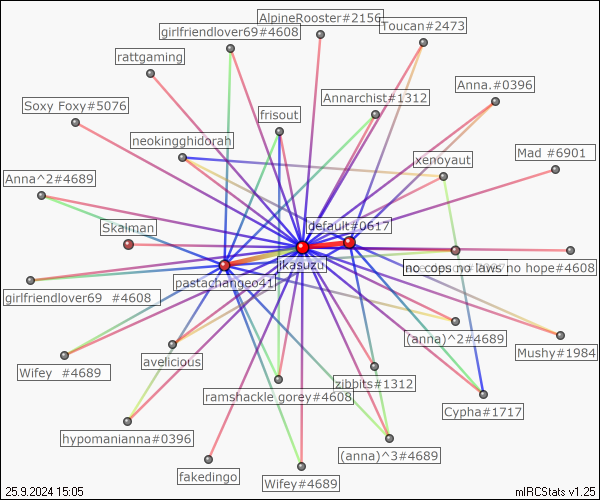 AlpineRooster#2156
girlfriendlover69#4608
Toucan#2473
rattgaming
Anna.#0396
Annarchist#1312
Soxy Foxy#5076
frisout
neokingghidorah
xenoyaut
Mad #6901
Anna^2#4689
Skalman
default#0617
ikasuzu
no cops no laws no hope#4608
pastachangeo41
girlfriendlover69 #4608
(anna)^2#4689
Mushy#1984
avelicious
Wifey #4689
zibbits#1312
ramshackle gorey#4608
Cypha#1717
hypomanianna#0396
(anna)^3#4689
fakedingo
Wifey#4689
25.9.2024 15:05
mIRCStats v1.25